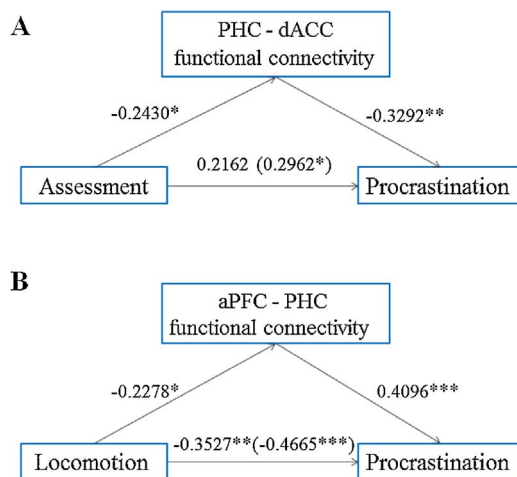 A
PHC - dACC
functional connectivity
-0.2430*
-0.3292**
0.2162 (0.2962*)
Assessment
Procrastination
B
aPFC - PHC
functional connectivity
-0.2278*
0.4096***
-0.3527**(-0.4665***)
Locomotion
Procrastination